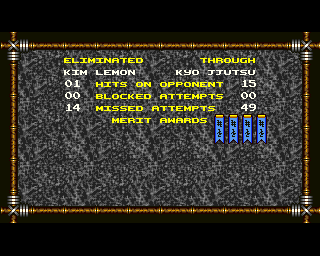 ELIMINATED THROUGH
KIM LEMON KYO JJUTSU
01 HITS ON OPPONENT 15
00 BLOCKED ATTEMPTS 00
14 MISSED ATTEMPTS 49
MERIT AWARDS